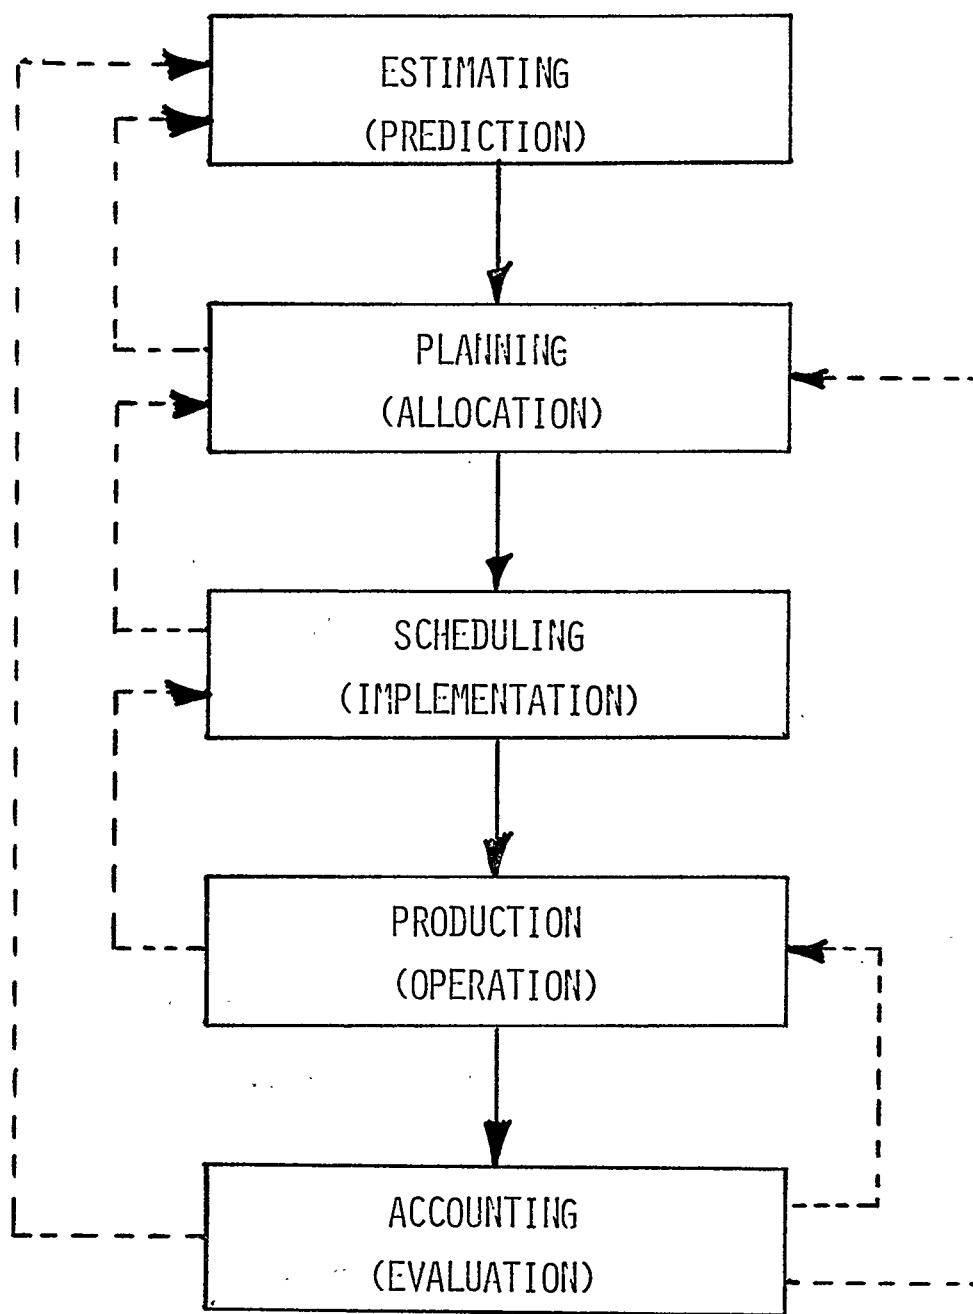 ESTIMATING
(PREDICTION)
PLANNING
(ALLOCATION)
SCHEDULING
(IMPLEMENTATION)
PRODUCTION
(OPERATION)
ACCOUNTING
(EVALUATION)